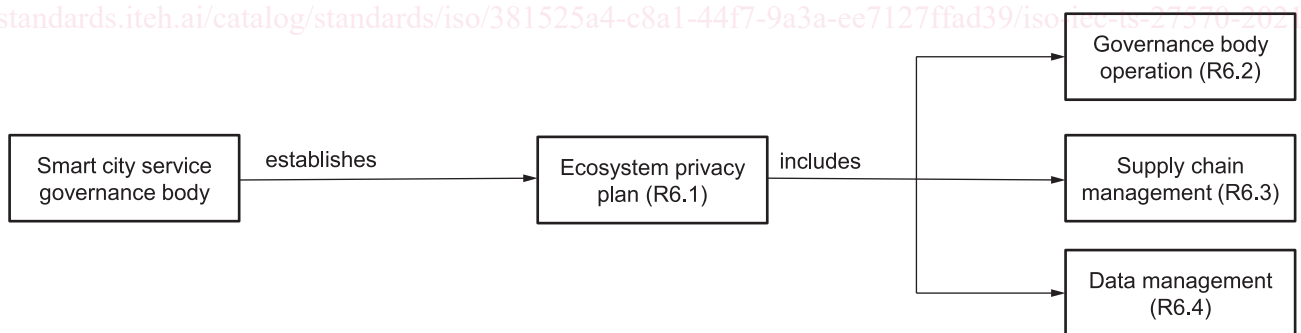 standards.iteh.ai/catalog/standards/iso/381525a4-c8a1-44f7-9a3a-ee7127ffad39/iso-iec-ts-27570-2021
Smart city service
governance body
establishes
Ecosystem privacy
plan (R6.1)
includes
Governance body
operation (R6.2)
Supply chain
management (R6.3)
Data management
(R6.4)